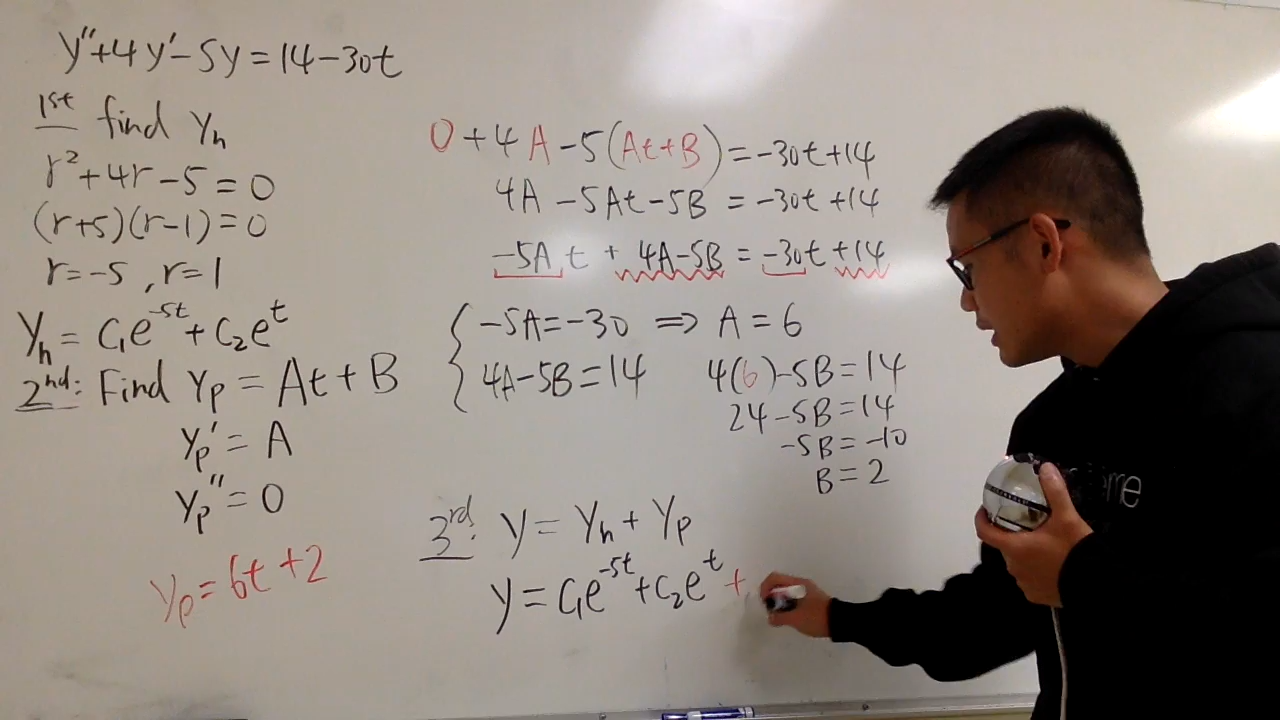 y''+4y'-5y=14-30t
1st find yₕ
r²+4r-5=0
(r+5)(r-1)=0
r=-5, r=1
yₕ=c₁e⁻⁵ᵗ+c₂eᵗ
2nd: Find yₚ=At+B
yₚ'=A
yₚ''=0
yₚ=6t+2
0+4A-5(At+B)=-30t+14
4A-5At-5B=-30t+14
-5At+4A-5B=-30t+14
-5A=-30 ⇒ A=6
4A-5B=14
4(6)-5B=14
24-5B=14
-5B=-10
B=2
3rd: y=yₕ+yₚ
y=c₁e⁻⁵ᵗ+c₂eᵗ+